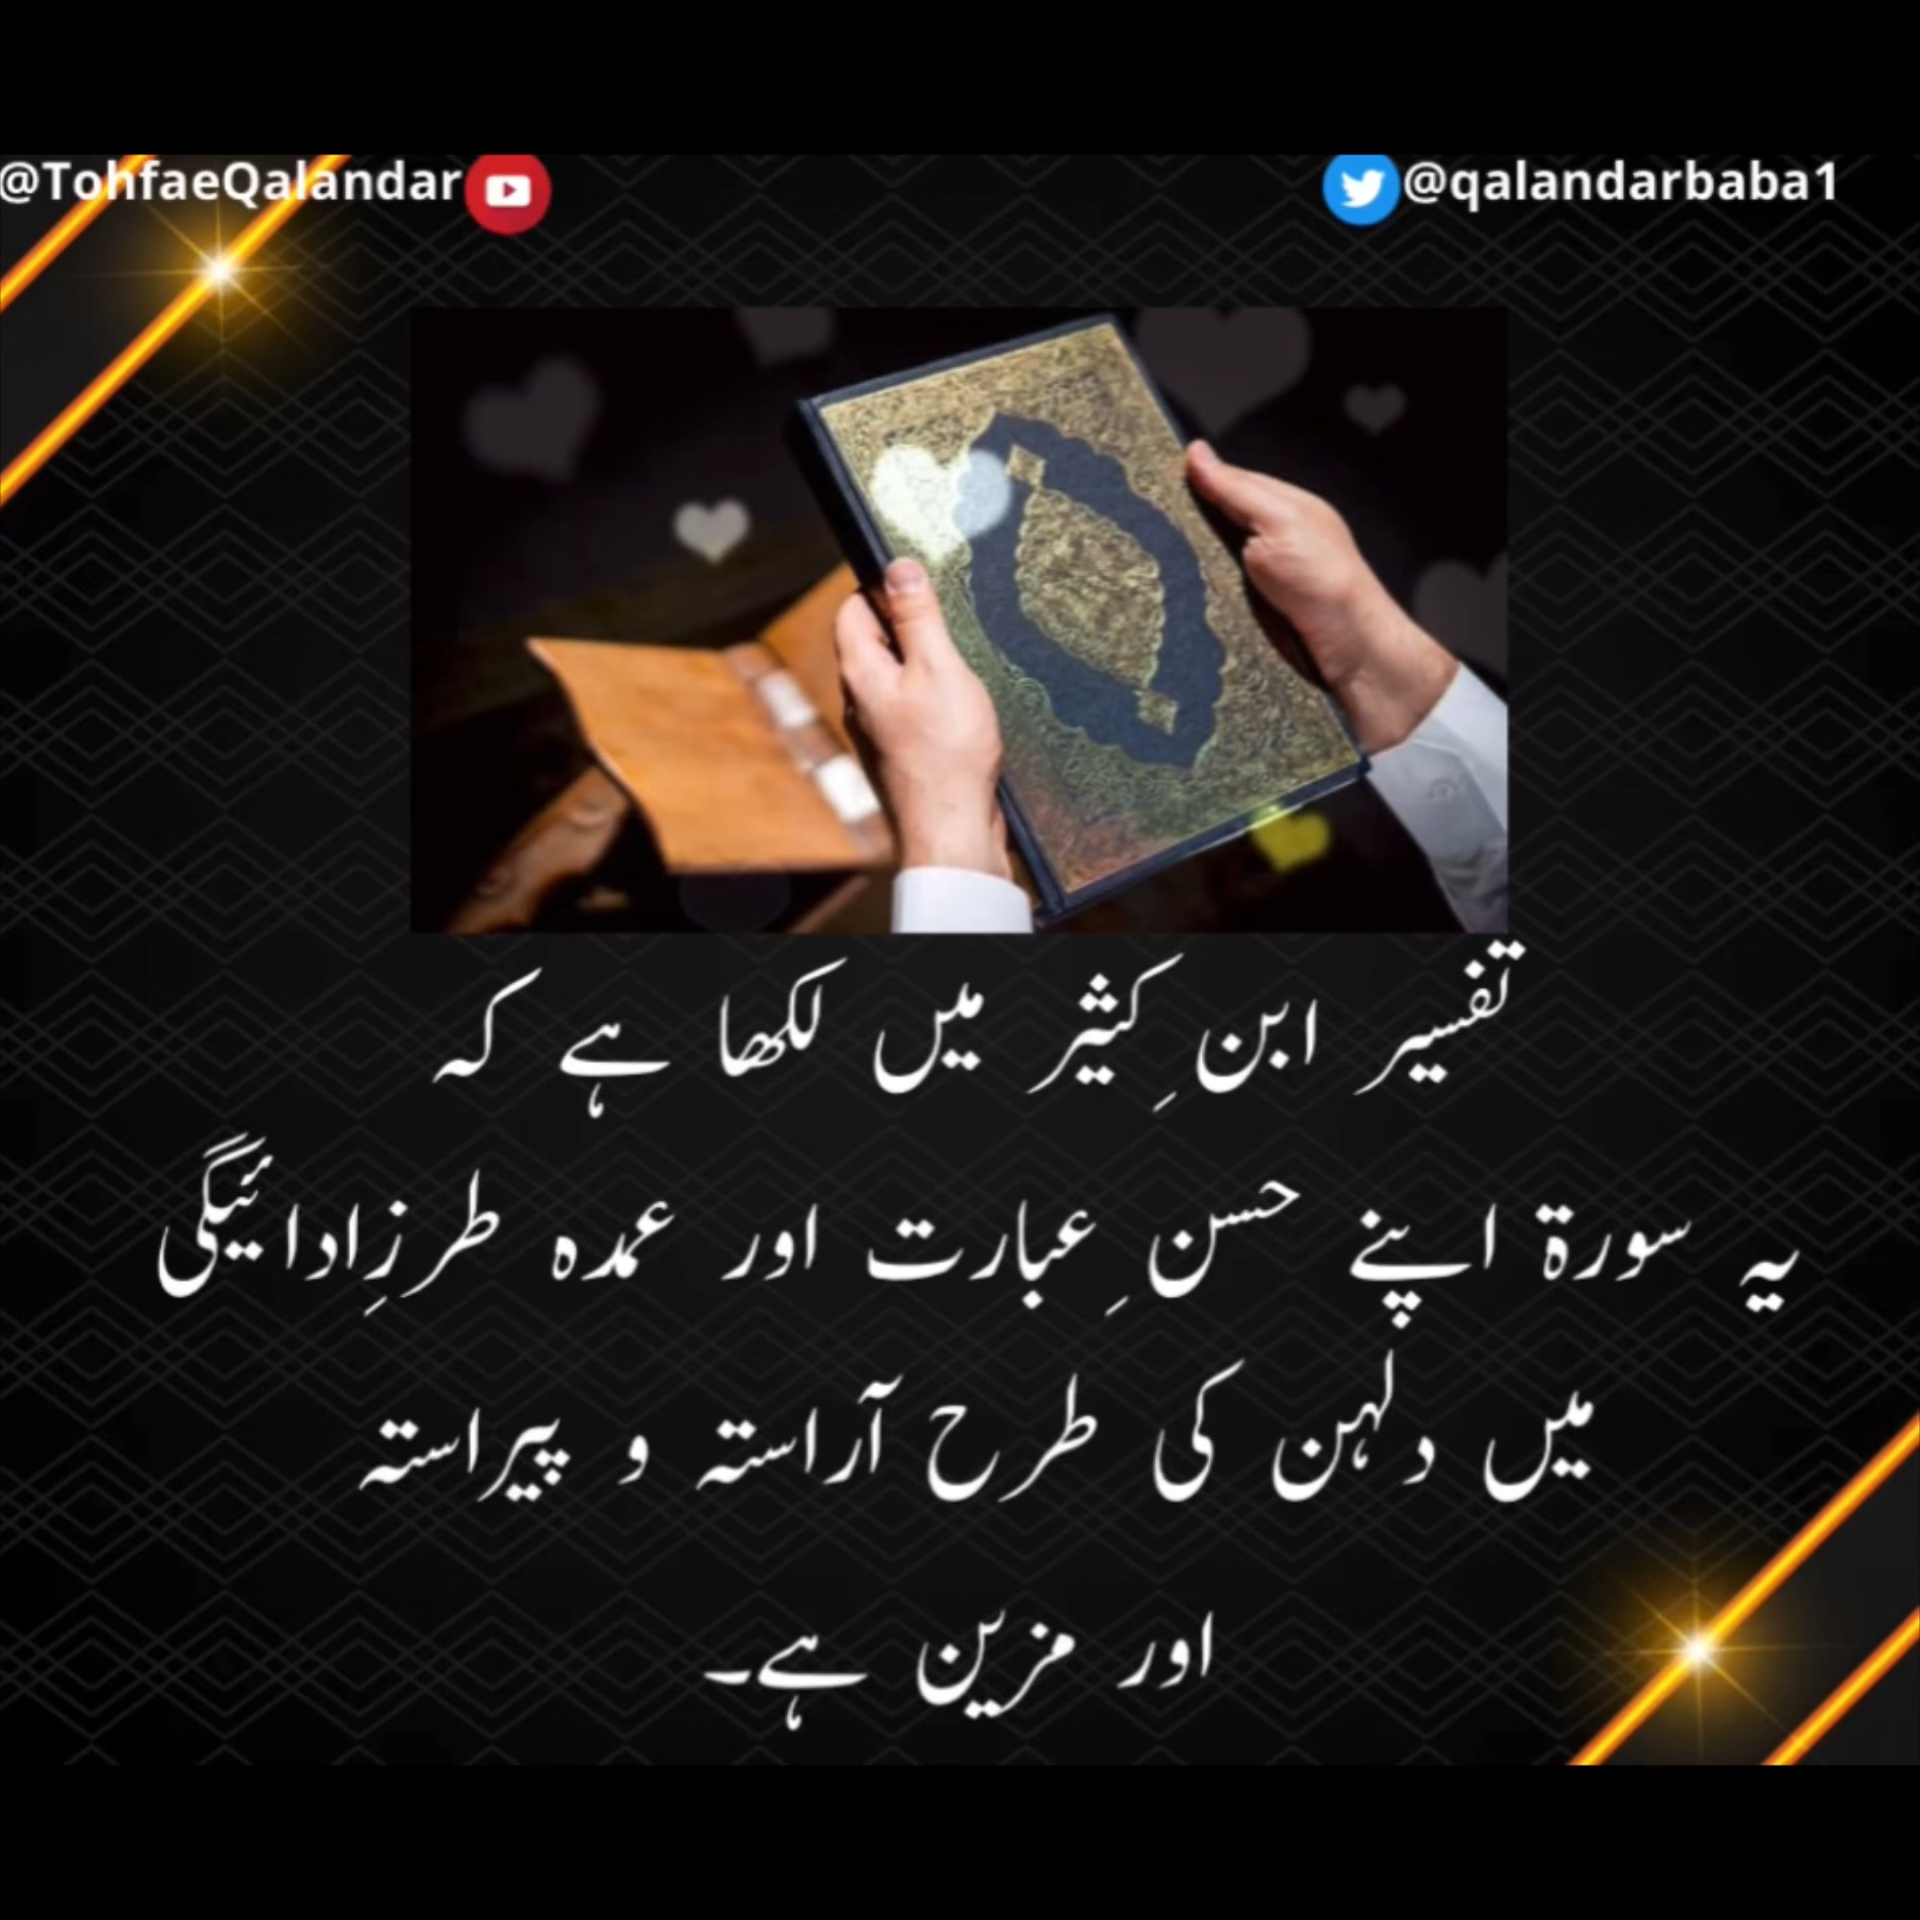 @TohfaeQalandar
@qalandarbaba1
تفسیر ابن ِکثیر میں لکھا ہے کہ
یہ سورۃ اپنے حسن ِعبارت اور عمدہ طرزِادائیگی
میں دلہن کی طرح آراستہ و پیراستہ
اور مزین ہے۔